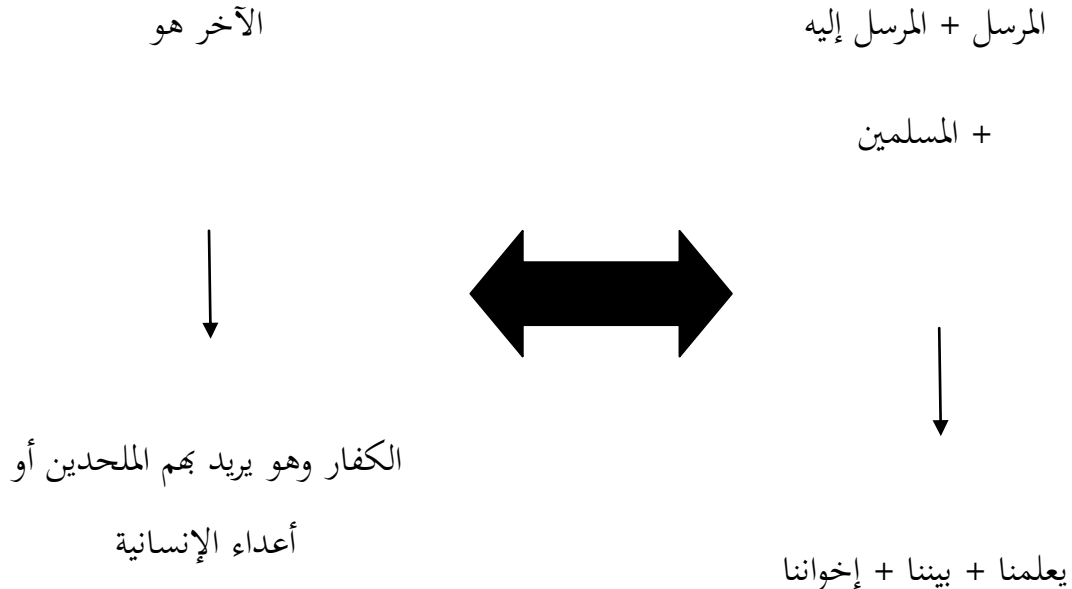 المرسل + المرسل إليه
+ المسلمين
يعلمنا + بيننا + إخواننا
الآخر هو
الكفار وهو يريد بهم الملحدين أو
أعداء الإنسانية